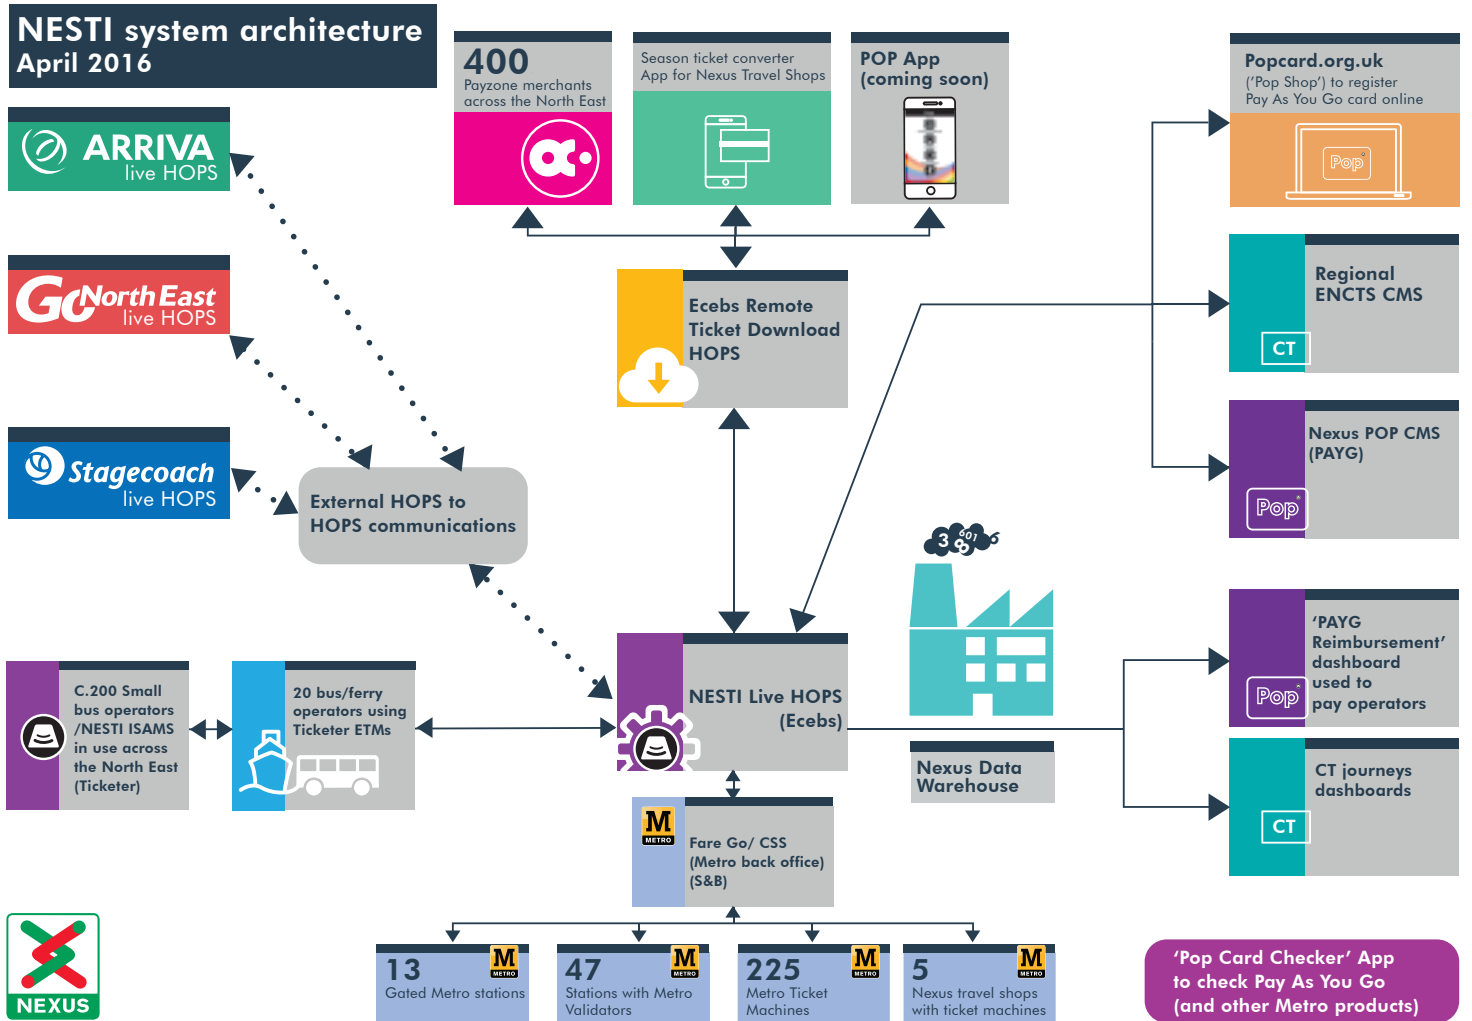 NESTI system architecture
April 2016
ARRIVA
live HOPS
Go North East
live HOPS
Stagecoach
live HOPS
400
Payzone merchants
across the North East
Season ticket converter
App for Nexus Travel Shops
POP App
(coming soon)
Popcard.org.uk
('Pop Shop') to register
Pay As You Go card online
Pop
Ecebs Remote
Ticket Download
HOPS
Regional
ENCTS CMS
CT
Nexus POP CMS
(PAYG)
Pop
External HOPS to
HOPS communications
3 8 601 6
C.200 Small
bus operators
/NESTI ISAMS
in use across
the North East
(Ticketer)
20 bus/ferry
operators using
Ticketer ETMs
NESTI Live HOPS
(Ecebs)
Nexus Data
Warehouse
'PAYG
Reimbursement'
dashboard
used to
pay operators
Pop
CT journeys
dashboards
CT
M
METRO
Fare Go/ CSS
(Metro back office)
(S&B)
13
M
METRO
Gated Metro stations
47
M
METRO
Stations with Metro
Validators
225
M
METRO
Metro Ticket
Machines
5
M
METRO
Nexus travel shops
with ticket machines
NEXUS
'Pop Card Checker' App
to check Pay As You Go
(and other Metro products)